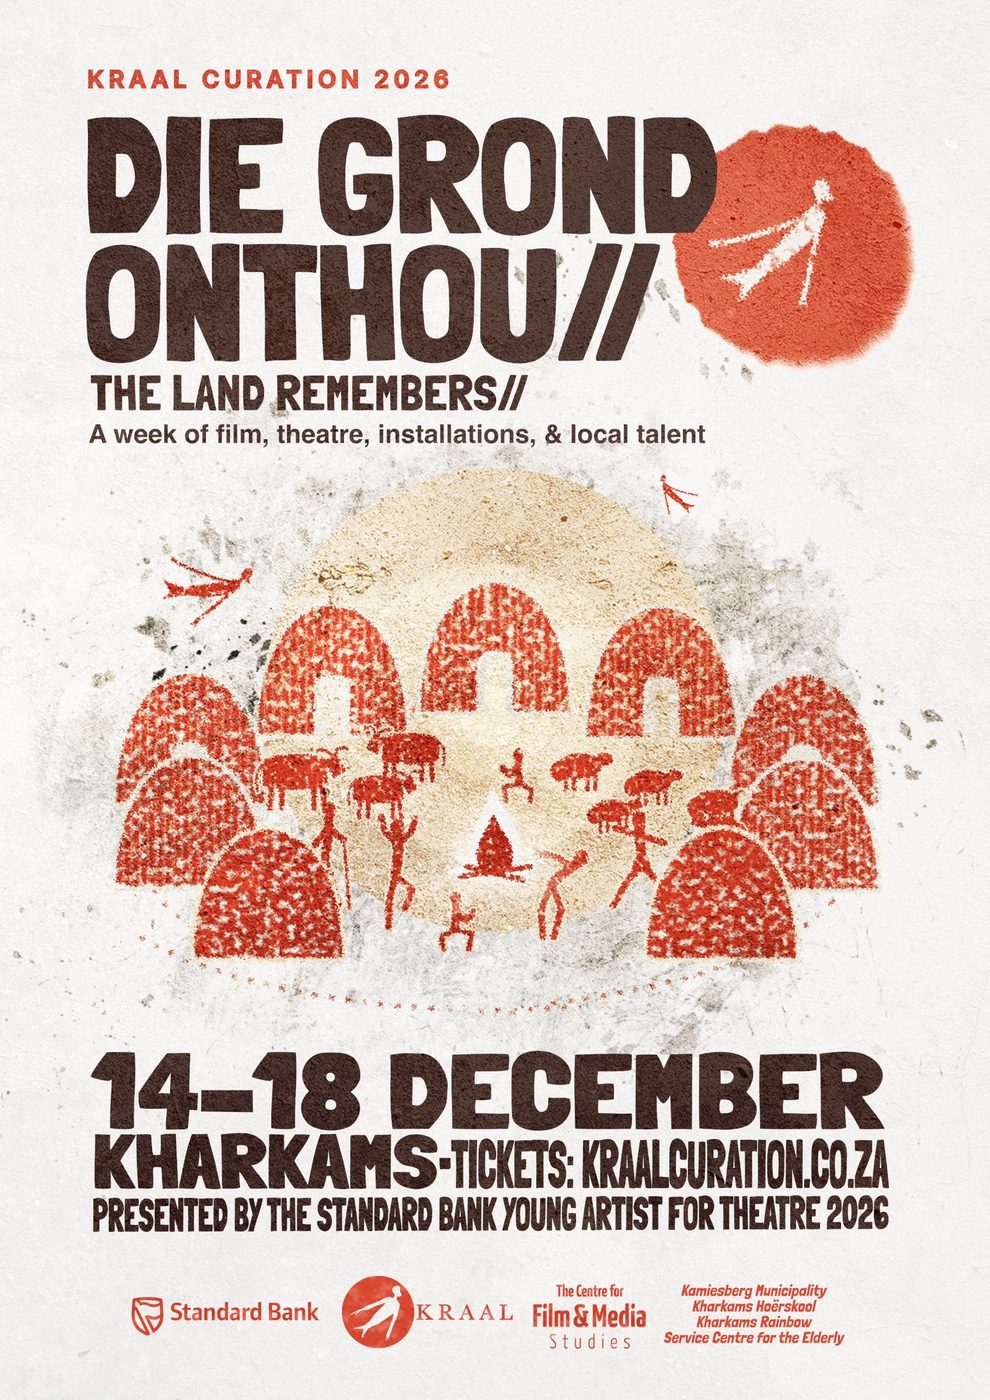 KRAAL CURATION 2026
DIE GROND
ONTHOU//
THE LAND REMEMBERS//
A week of film, theatre, installations, & local talent
14–18 DECEMBER
KHARKAMS·TICKETS: KRAALCURATION.CO.ZA
PRESENTED BY THE STANDARD BANK YOUNG ARTIST FOR THEATRE 2026
Standard Bank
KRAAL
The Centre for
Film & Media
Studies
Kamiesberg Municipality
Kharkams Hoërskool
Kharkams Rainbow
Service Centre for the Elderly